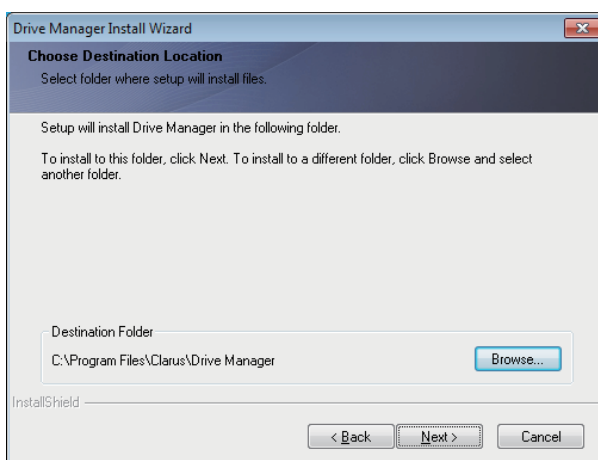 Drive Manager Install Wizard
Choose Destination Location
Select folder where setup will install files.
Setup will install Drive Manager in the following folder.
To install to this folder, click Next. To install to a different folder, click Browse and select
another folder.
Destination Folder
C:\Program Files\Clarus\Drive Manager
Browse...
InstallShield
< Back
Next >
Cancel